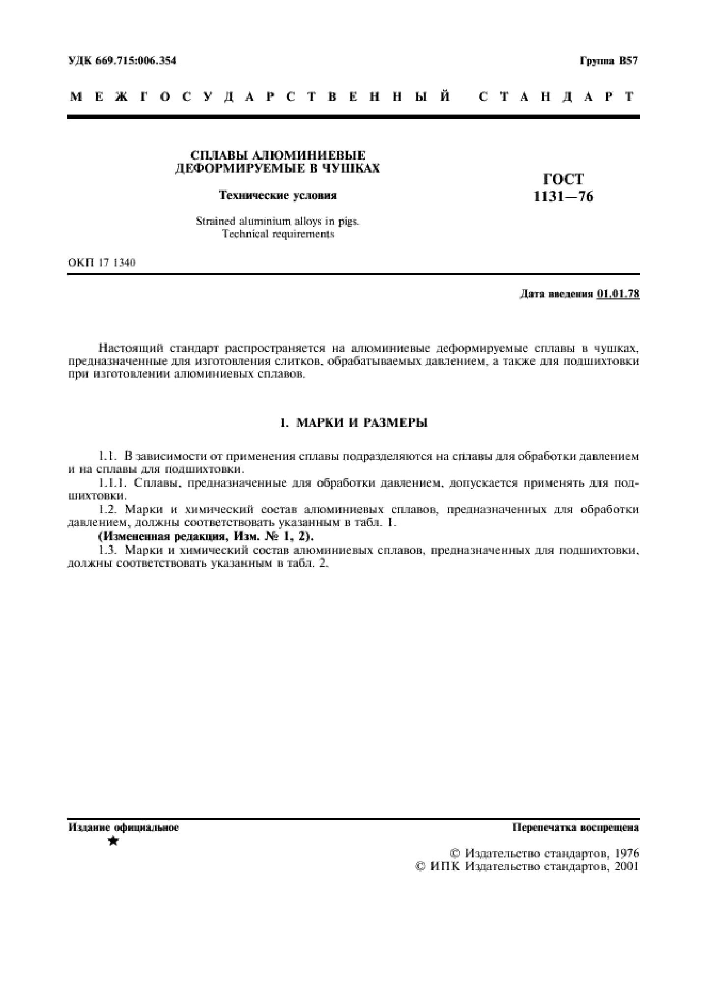 УДК 669.715:006.354 Группа В57
МЕЖГОСУДАРСТВЕННЫЙ СТАНДАРТ
СПЛАВЫ АЛЮМИНИЕВЫЕ
ДЕФОРМИРУЕМЫЕ В ЧУШКАХ
Технические условия
Strained aluminium alloys in pigs.
Technical requirements
ГОСТ
1131—76
ОКП 17 1340
Дата введения 01.01.78
Настоящий стандарт распространяется на алюминиевые деформируемые сплавы в чушках,
предназначенные для изготовления слитков, обрабатываемых давлением, а также для подшихтовки
при изготовлении алюминиевых сплавов.
1. МАРКИ И РАЗМЕРЫ
1.1. В зависимости от применения сплавы подразделяются на сплавы для обработки давлением
и на сплавы для подшихтовки.
1.1.1. Сплавы, предназначенные для обработки давлением, допускается применять для под-
шихтовки.
1.2. Марки и химический состав алюминиевых сплавов, предназначенных для обработки
давлением, должны соответствовать указанным в табл. 1.
(Измененная редакция, Изм. № 1, 2).
1.3. Марки и химический состав алюминиевых сплавов, предназначенных для подшихтовки,
должны соответствовать указанным в табл. 2.
Издание официальное Перепечатка воспрещена
★
© Издательство стандартов, 1976
© ИПК Издательство стандартов, 2001